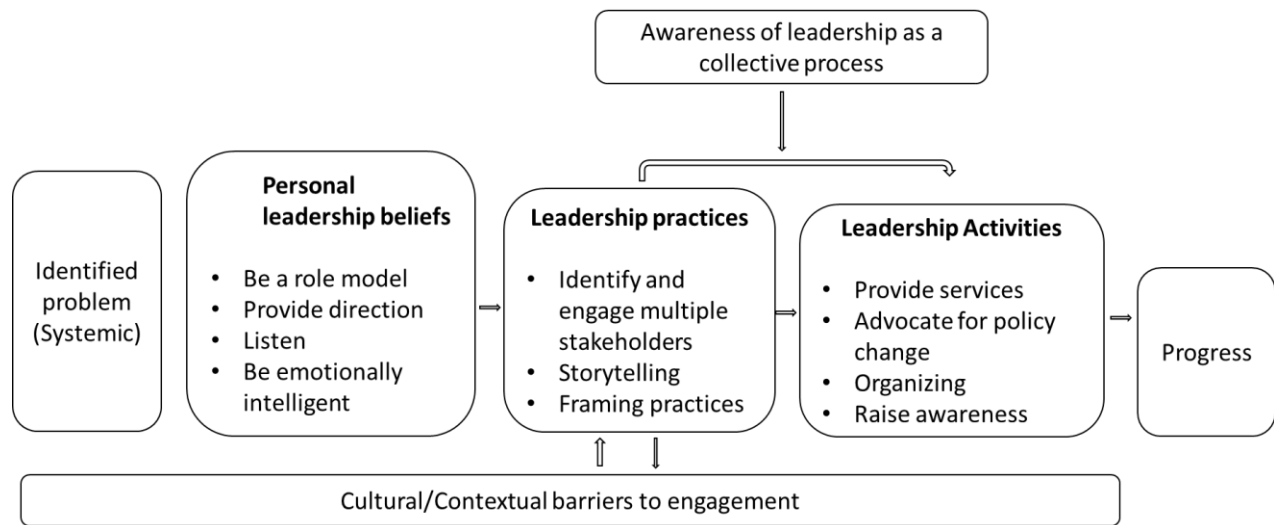 Awareness of leadership as a
collective process
Identified
problem
(Systemic)
Personal
leadership beliefs
• Be a role model
• Provide direction
• Listen
• Be emotionally
intelligent
Leadership practices
• Identify and
engage multiple
stakeholders
• Storytelling
• Framing practices
Leadership Activities
• Provide services
• Advocate for policy
change
• Organizing
• Raise awareness
Progress
Cultural/Contextual barriers to engagement